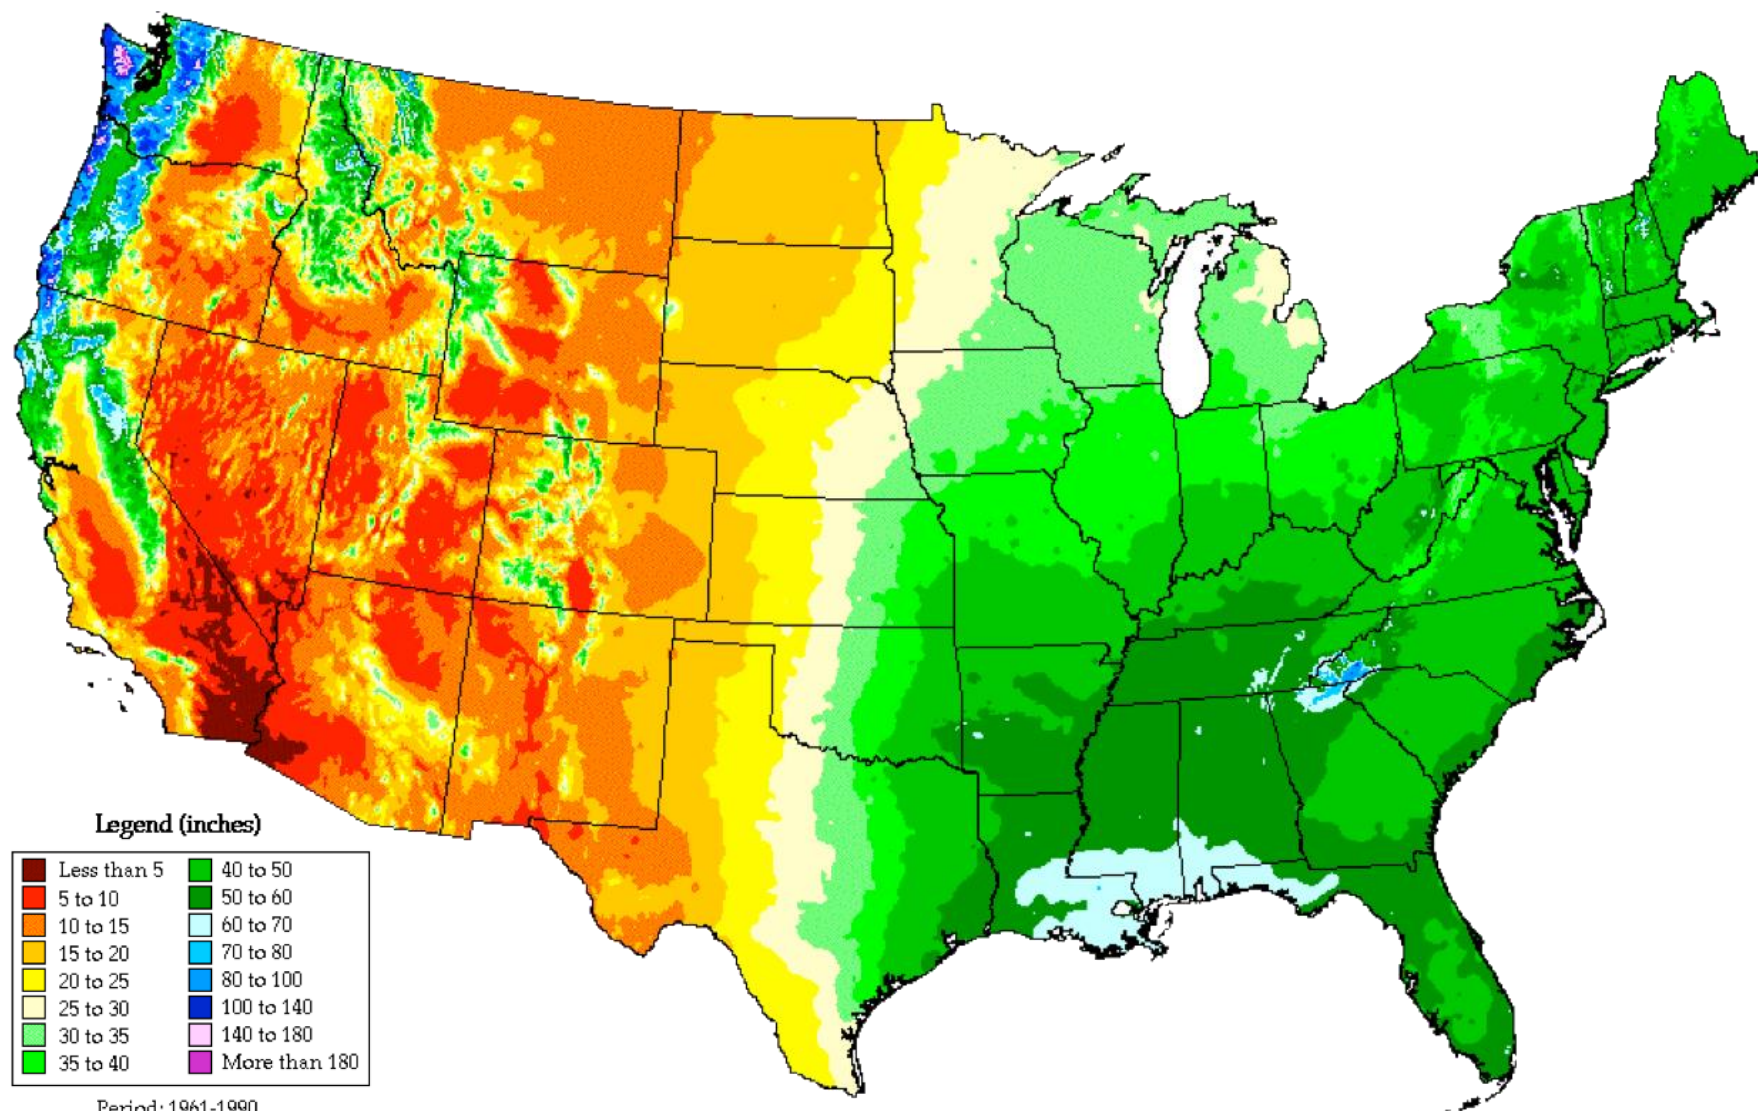 Legend (inches)
Less than 5
5 to 10
10 to 15
15 to 20
20 to 25
25 to 30
30 to 35
35 to 40
40 to 50
50 to 60
60 to 70
70 to 80
80 to 100
100 to 140
140 to 180
More than 180
Period: 1961-1990